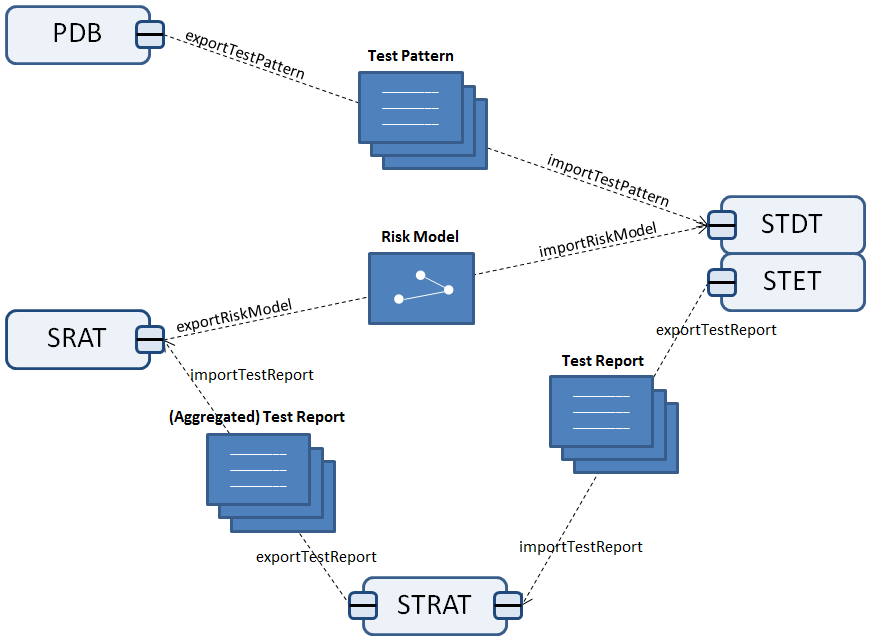 PDB
exportTestPattern
Test Pattern
importTestPattern
STDT
Risk Model
importRiskModel
STET
exportRiskModel
SRAT
exportTestReport
Test Report
importTestReport
(Aggregated) Test Report
exportTestReport
importTestReport
STRAT